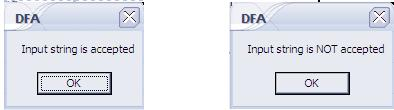 DFA
Input string is accepted
OK
DFA
Input string is NOT accepted
OK